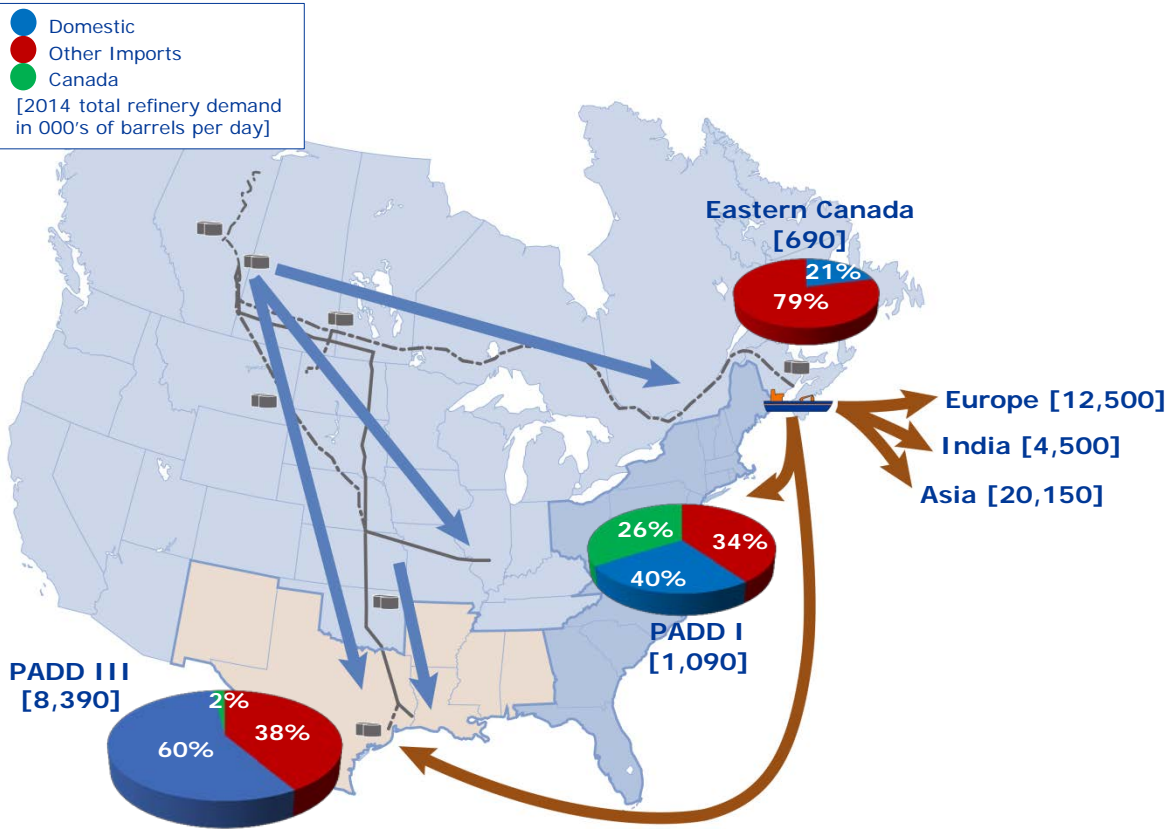 Domestic
Other Imports
Canada
[2014 total refinery demand
in 000's of barrels per day]
Eastern Canada
[690]
21%
79%
Europe [12,500]
India [4,500]
Asia [20,150]
26%
34%
40%
PADD I
[1,090]
PADD III
[8,390]
2%
38%
60%